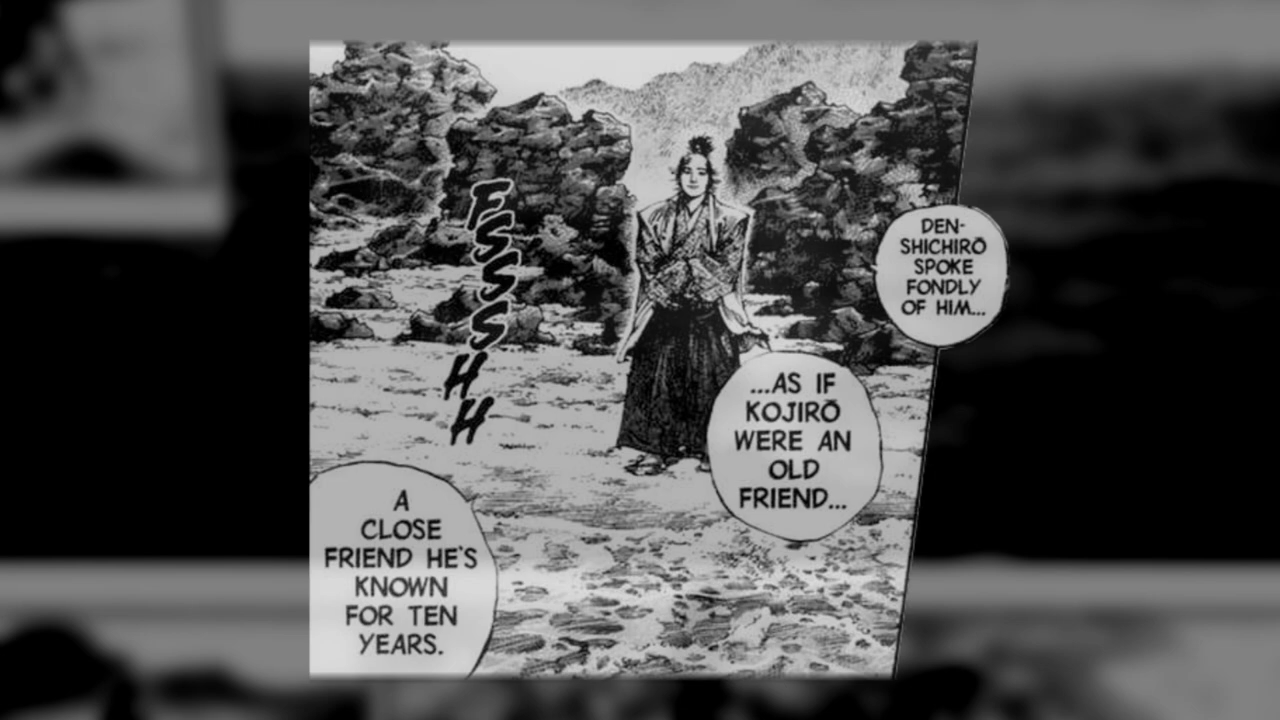 DEN-
SHICHIRŌ
SPOKE
FONDLY
OF HIM...
...AS IF
KOJIRŌ
WERE AN
OLD
FRIEND...
FSSSHH
A
CLOSE
FRIEND HE'S
KNOWN
FOR TEN
YEARS.